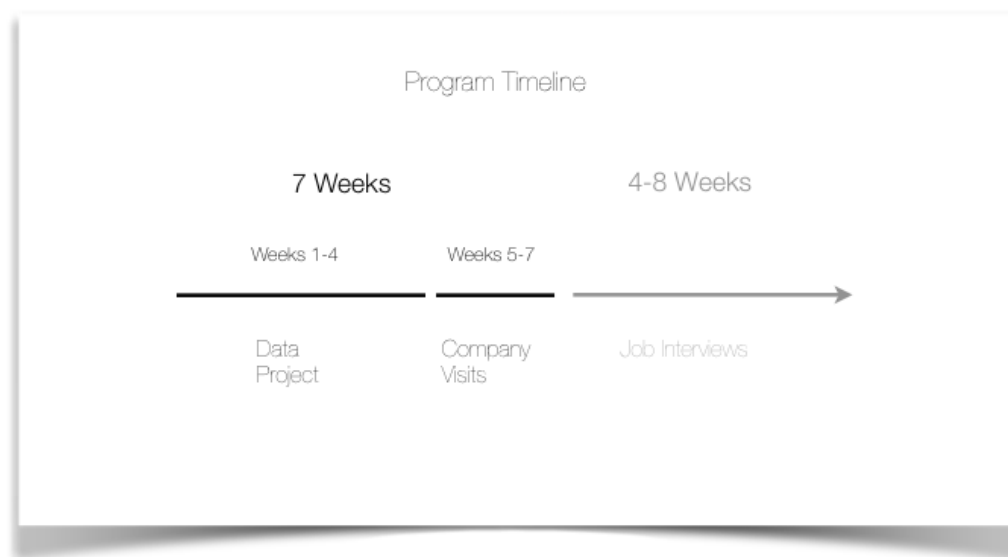 Program Timeline
7 Weeks
4-8 Weeks
Weeks 1-4
Weeks 5-7
Data
Project
Company
Visits
Job Interviews